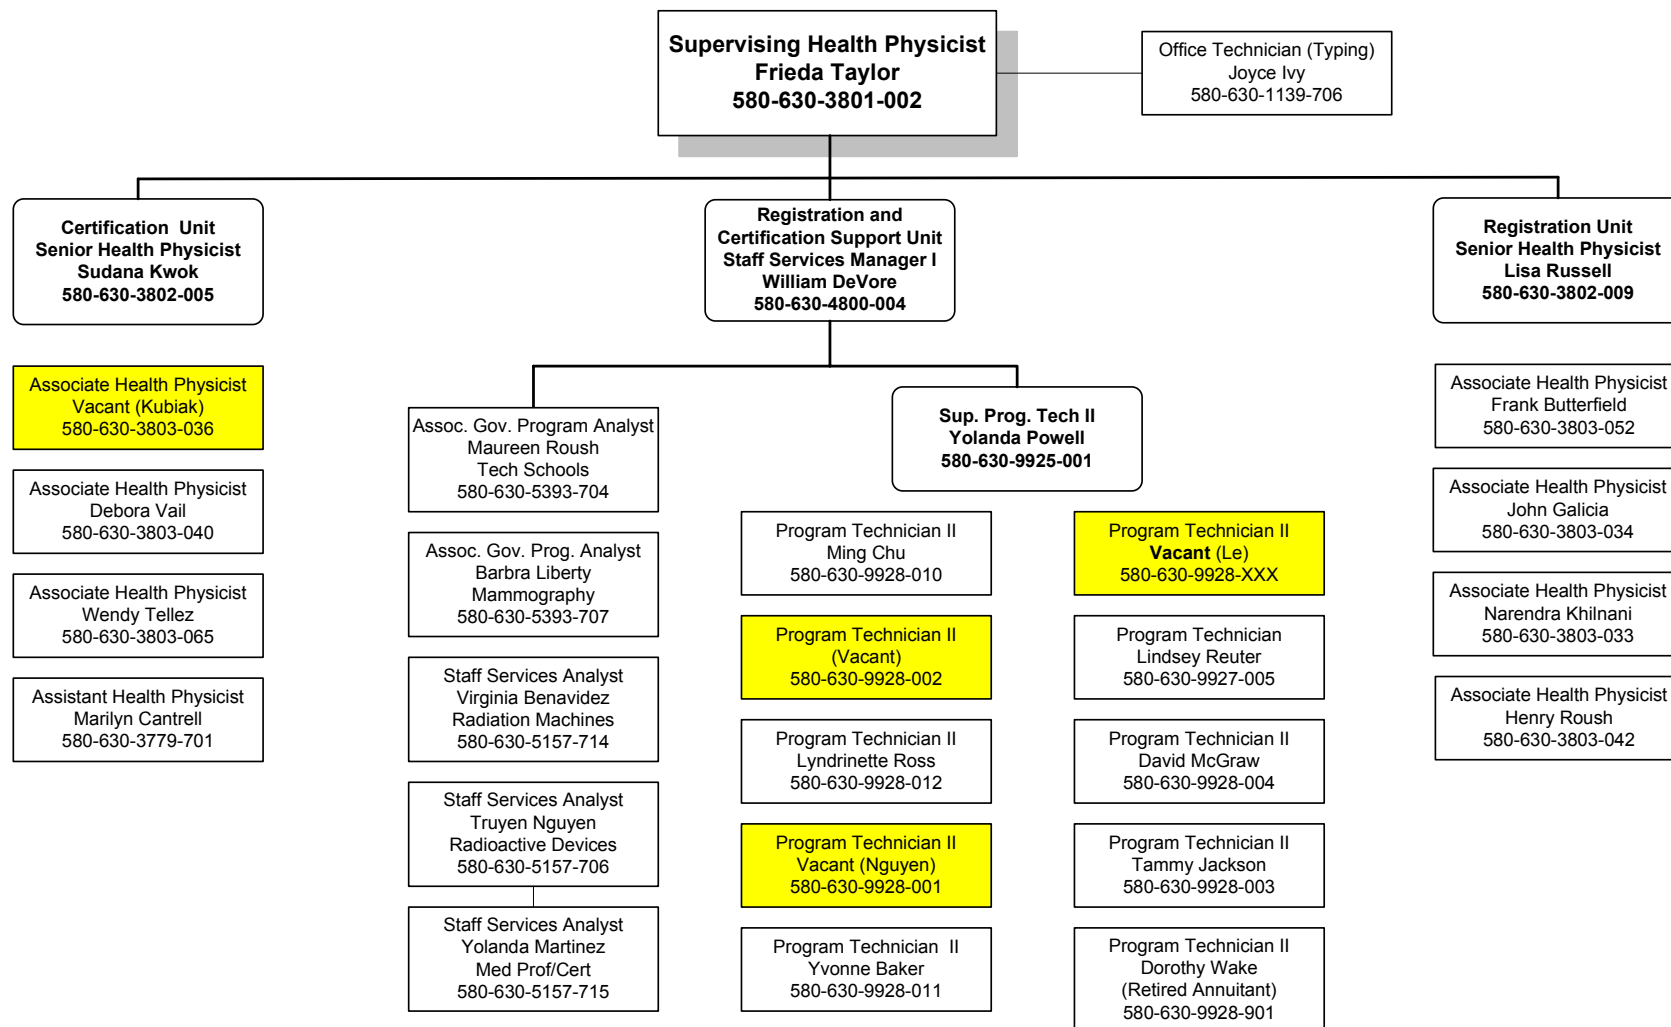 Supervising Health Physicist
Frieda Taylor
580-630-3801-002
Office Technician (Typing)
Joyce Ivy
580-630-1139-706
Certification Unit
Senior Health Physicist
Sudana Kwok
580-630-3802-005
Registration and
Certification Support Unit
Staff Services Manager I
William DeVore
580-630-4800-004
Registration Unit
Senior Health Physicist
Lisa Russell
580-630-3802-009
Associate Health Physicist
Vacant (Kubiak)
580-630-3803-036
Associate Health Physicist
Debora Vail
580-630-3803-040
Associate Health Physicist
Wendy Tellez
580-630-3803-065
Assistant Health Physicist
Marilyn Cantrell
580-630-3779-701
Assoc. Gov. Program Analyst
Maureen Roush
Tech Schools
580-630-5393-704
Assoc. Gov. Prog. Analyst
Barbra Liberty
Mammography
580-630-5393-707
Staff Services Analyst
Virginia Benavidez
Radiation Machines
580-630-5157-714
Staff Services Analyst
Truyen Nguyen
Radioactive Devices
580-630-5157-706
Staff Services Analyst
Yolanda Martinez
Med Prof/Cert
580-630-5157-715
Sup. Prog. Tech II
Yolanda Powell
580-630-9925-001
Program Technician II
Ming Chu
580-630-9928-010
Program Technician II
(Vacant)
580-630-9928-002
Program Technician II
Lyndrinette Ross
580-630-9928-012
Program Technician II
Vacant (Nguyen)
580-630-9928-001
Program Technician II
Yvonne Baker
580-630-9928-011
Program Technician II
Vacant (Le)
580-630-9928-XXX
Program Technician
Lindsey Reuter
580-630-9927-005
Program Technician II
David McGraw
580-630-9928-004
Program Technician II
Tammy Jackson
580-630-9928-003
Program Technician II
Dorothy Wake
(Retired Annuitant)
580-630-9928-901
Associate Health Physicist
Frank Butterfield
580-630-3803-052
Associate Health Physicist
John Galicia
580-630-3803-034
Associate Health Physicist
Narendra Khilnani
580-630-3803-033
Associate Health Physicist
Henry Roush
580-630-3803-042